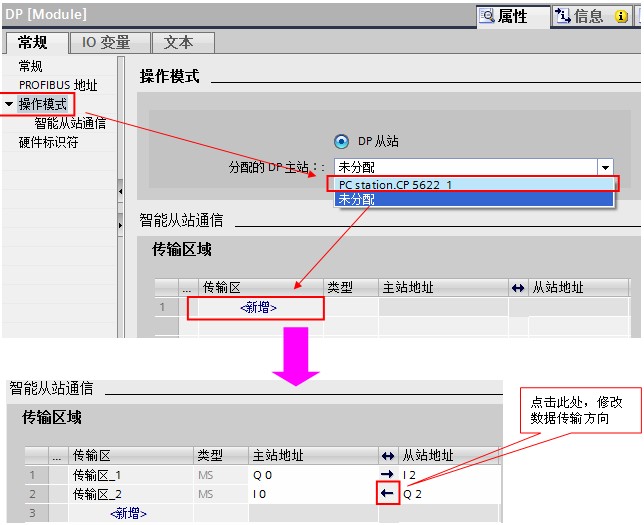 DP [Module]
属性
信息
常规
IO 变量
文本
常规
PROFIBUS 地址
操作模式
智能从站通信
硬件标识符
操作模式
DP 从站
分配的 DP 主站：:
未分配
PC station.CP 5622_1
未分配
智能从站通信
传输区域
... 传输区 类型 主站地址 ↔ 从站地址
1 <新增>
智能从站通信
传输区域
... 传输区 类型 主站地址 ↔ 从站地址
1 传输区_1 MS Q 0 → I 2
2 传输区_2 MS I 0 ← Q 2
3 <新增>
点击此处，修改
数据传输方向